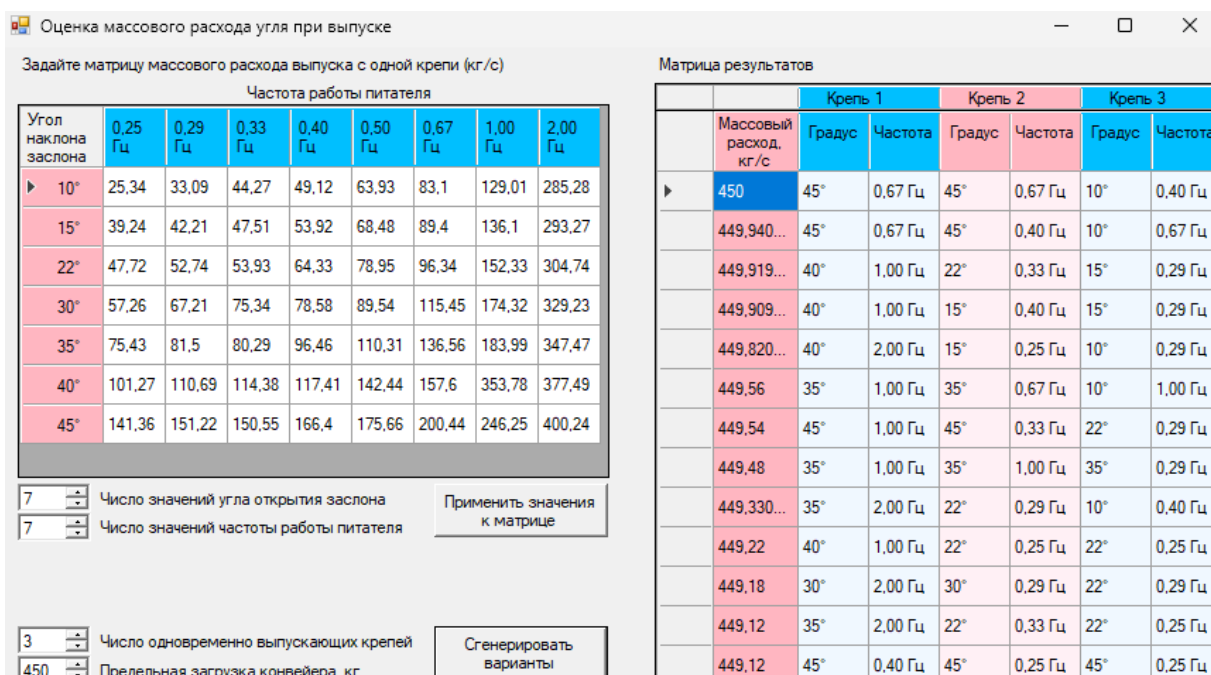 Оценка массового расхода угля при выпуске
Задайте матрицу массового расхода выпуска с одной крепи (кг/с)
Частота работы питателя
Угол наклона заслона 0,25 Гц 0,29 Гц 0,33 Гц 0,40 Гц 0,50 Гц 0,67 Гц 1,00 Гц 2,00 Гц
10° 25,34 33,09 44,27 49,12 63,93 83,1 129,01 285,28
15° 39,24 42,21 47,51 53,92 68,48 89,4 136,1 293,27
22° 47,72 52,74 53,93 64,33 78,95 96,34 152,33 304,74
30° 57,26 67,21 75,34 78,58 89,54 115,45 174,32 329,23
35° 75,43 81,5 80,29 96,46 110,31 136,56 183,99 347,47
40° 101,27 110,69 114,38 117,41 142,44 157,6 353,78 377,49
45° 141,36 151,22 150,55 166,4 175,66 200,44 246,25 400,24
7 Число значений угла открытия заслона
7 Число значений частоты работы питателя
Применить значения
к матрице
3 Число одновременно выпускающих крепей
450 Предельная загрузка конвейера, кг
Сгенерировать
варианты
Матрица результатов
Крепь 1 Крепь 2 Крепь 3
Массовый расход, кг/с Градус Частота Градус Частота Градус Частота
450 45° 0,67 Гц 45° 0,67 Гц 10° 0,40 Гц
449,940... 45° 0,67 Гц 45° 0,40 Гц 10° 0,67 Гц
449,919... 40° 1,00 Гц 22° 0,33 Гц 15° 0,29 Гц
449,909... 40° 1,00 Гц 15° 0,40 Гц 15° 0,29 Гц
449,820... 40° 2,00 Гц 15° 0,25 Гц 10° 0,29 Гц
449,56 35° 1,00 Гц 35° 0,67 Гц 10° 1,00 Гц
449,54 45° 1,00 Гц 45° 0,33 Гц 22° 0,29 Гц
449,48 35° 1,00 Гц 35° 1,00 Гц 35° 0,29 Гц
449,330... 35° 2,00 Гц 22° 0,29 Гц 10° 0,40 Гц
449,22 40° 1,00 Гц 22° 0,25 Гц 22° 0,25 Гц
449,18 30° 2,00 Гц 30° 0,29 Гц 22° 0,29 Гц
449,12 35° 2,00 Гц 22° 0,33 Гц 22° 0,25 Гц
449,12 45° 0,40 Гц 45° 0,25 Гц 45° 0,25 Гц